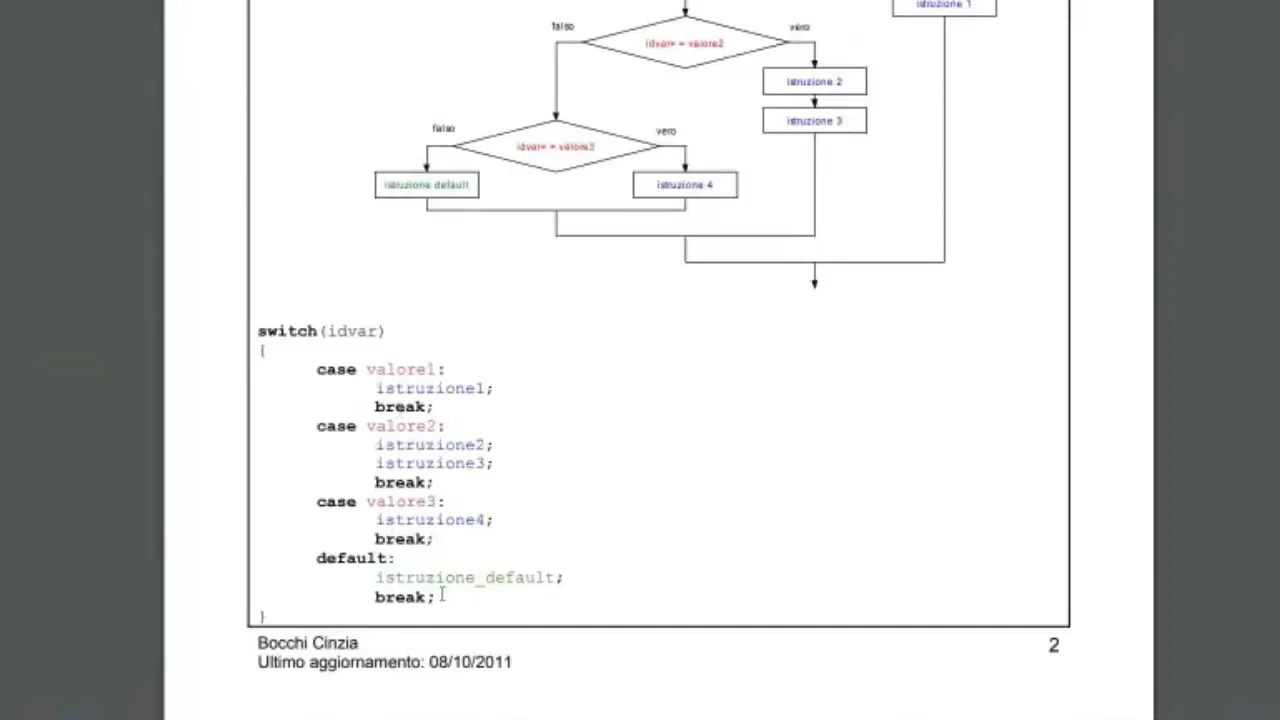 istruzione 1
falso
vero
idvar= = valore2
istruzione 2
istruzione 3
falso
vero
idvar= = valore3
istruzione default
istruzione 4
switch(idvar)
{
case valore1:
istruzione1;
break;
case valore2:
istruzione2;
istruzione3;
break;
case valore3:
istruzione4;
break;
default:
istruzione_default;
break;
}
Bocchi Cinzia
Ultimo aggiornamento: 08/10/2011
2